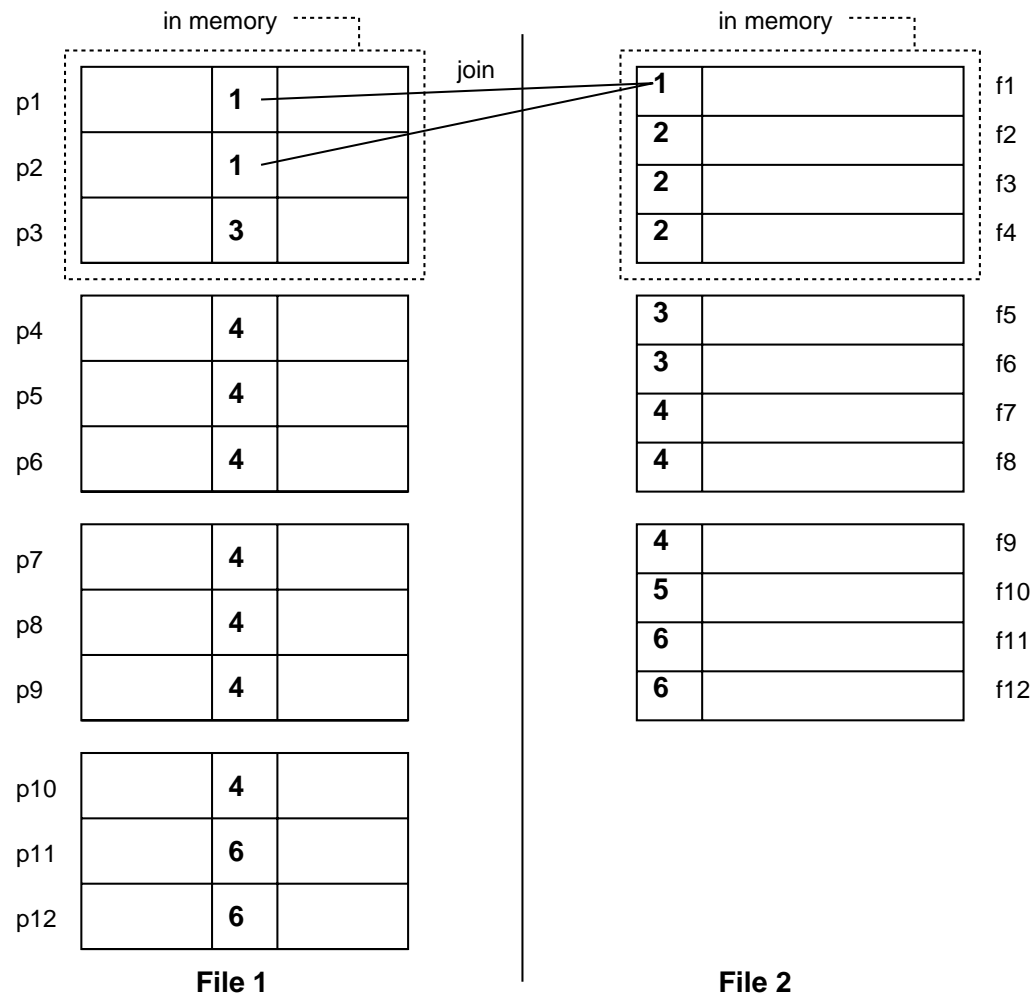 in memory
in memory
join
p1 1 1 f1
2 f2
p2 1 2 f3
p3 3 2 f4
p4 4 3 f5
p5 4 3 f6
4 f7
p6 4 4 f8
p7 4 4 f9
p8 4 5 f10
6 f11
p9 4 6 f12
p10 4
p11 6
p12 6
File 1
File 2